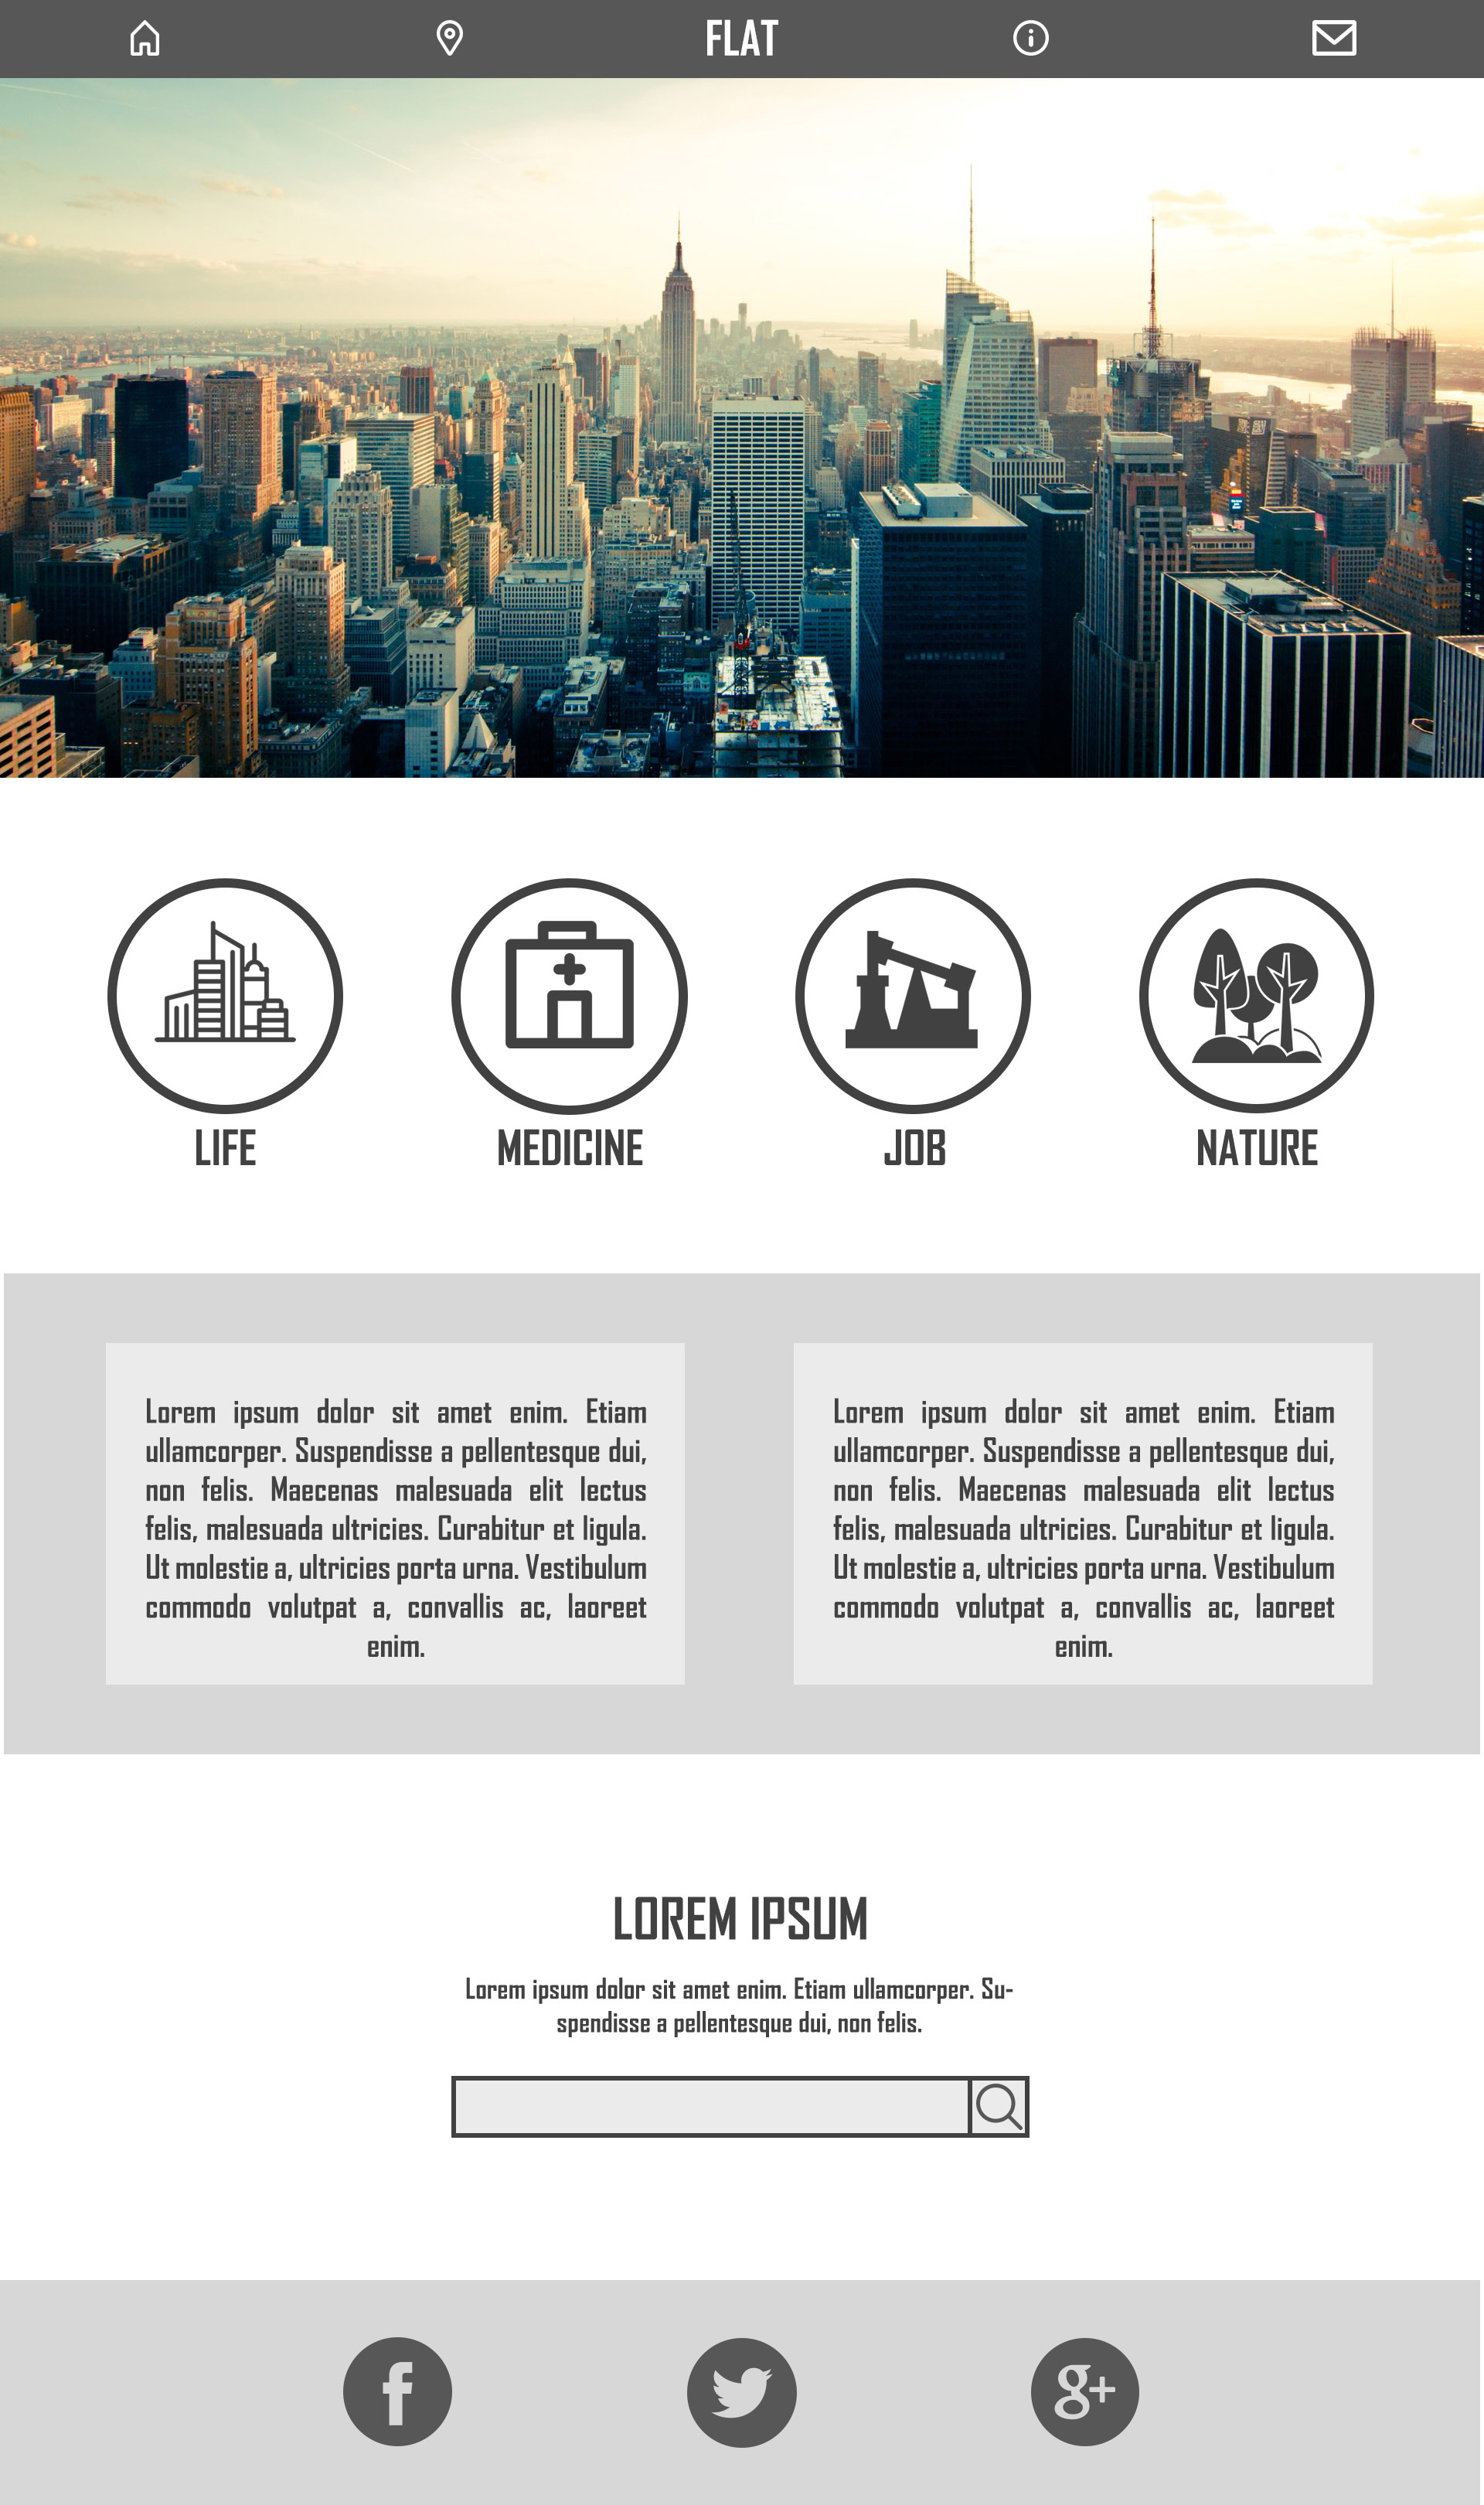 FLAT
LIFE
MEDICINE
JOB
NATURE
Lorem ipsum dolor sit amet enim. Etiam
ullamcorper. Suspendisse a pellentesque dui,
non felis. Maecenas malesuada elit lectus
felis, malesuada ultricies. Curabitur et ligula.
Ut molestie a, ultricies porta urna. Vestibulum
commodo volutpat a, convallis ac, laoreet
enim.
Lorem ipsum dolor sit amet enim. Etiam
ullamcorper. Suspendisse a pellentesque dui,
non felis. Maecenas malesuada elit lectus
felis, malesuada ultricies. Curabitur et ligula.
Ut molestie a, ultricies porta urna. Vestibulum
commodo volutpat a, convallis ac, laoreet
enim.
LOREM IPSUM
Lorem ipsum dolor sit amet enim. Etiam ullamcorper. Su-
spendisse a pellentesque dui, non felis.
f
g+